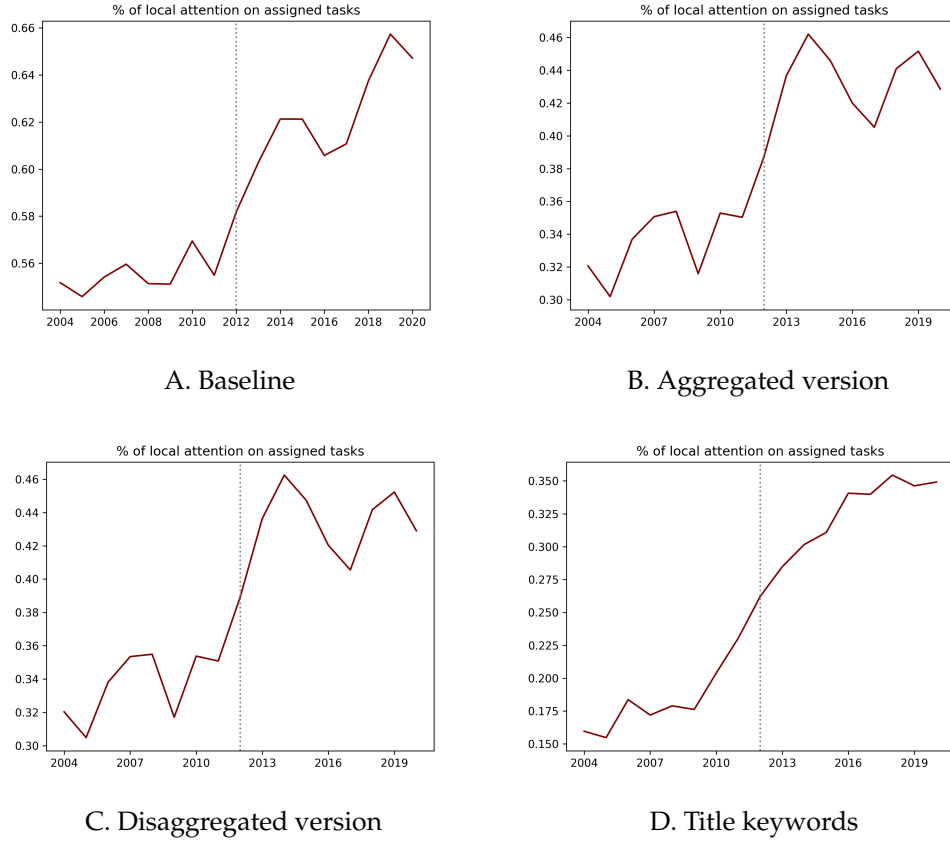 % of local attention on assigned tasks
0.66
0.64
0.62
0.60
0.58
0.56
2004 2006 2008 2010 2012 2014 2016 2018 2020
A. Baseline
% of local attention on assigned tasks
0.46
0.44
0.42
0.40
0.38
0.36
0.34
0.32
0.30
2004 2007 2010 2013 2016 2019
B. Aggregated version
% of local attention on assigned tasks
0.46
0.44
0.42
0.40
0.38
0.36
0.34
0.32
0.30
2004 2007 2010 2013 2016 2019
C. Disaggregated version
% of local attention on assigned tasks
0.350
0.325
0.300
0.275
0.250
0.225
0.200
0.175
0.150
2004 2007 2010 2013 2016 2019
D. Title keywords